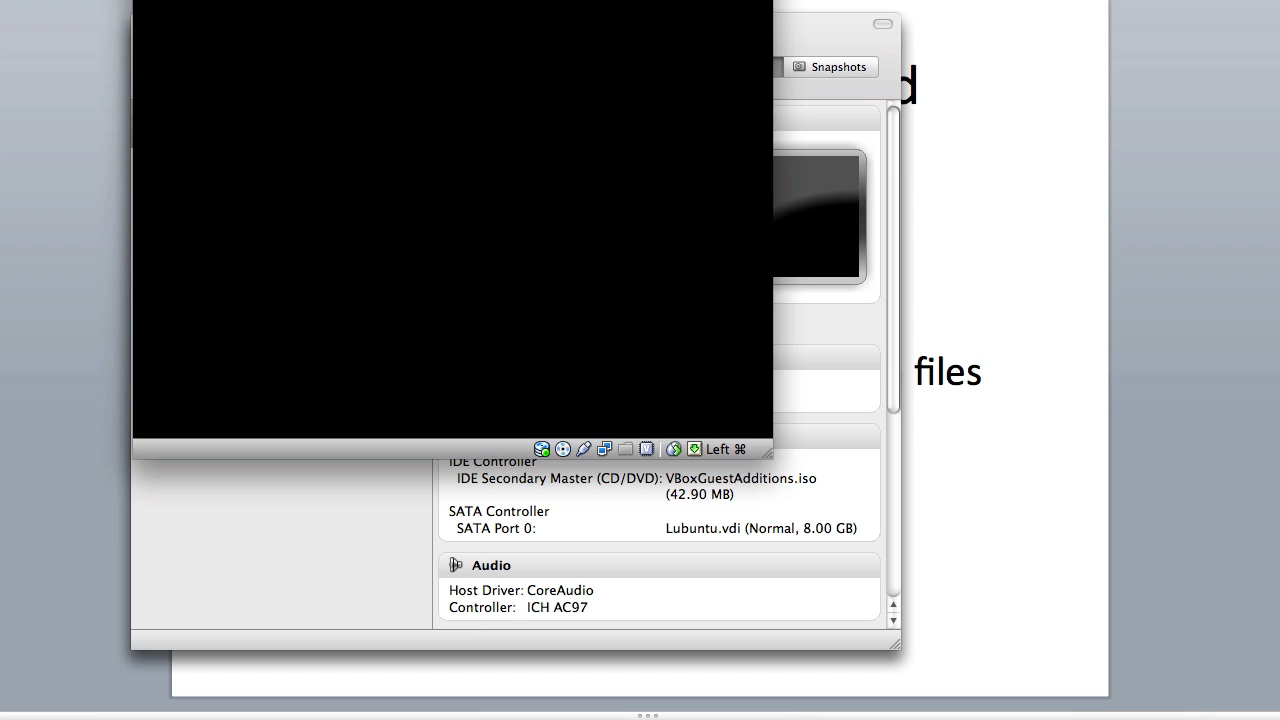 Snapshots
d
files
Left ⌘
IDE Controller
IDE Secondary Master (CD/DVD): VBoxGuestAdditions.iso
(42.90 MB)
SATA Controller
SATA Port 0: Lubuntu.vdi (Normal, 8.00 GB)
Audio
Host Driver: CoreAudio
Controller: ICH AC97